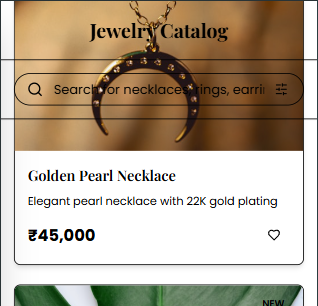 Jewelry Catalog
Search for necklaces, rings, earri
Golden Pearl Necklace
Elegant pearl necklace with 22K gold plating
₹45,000
NEW